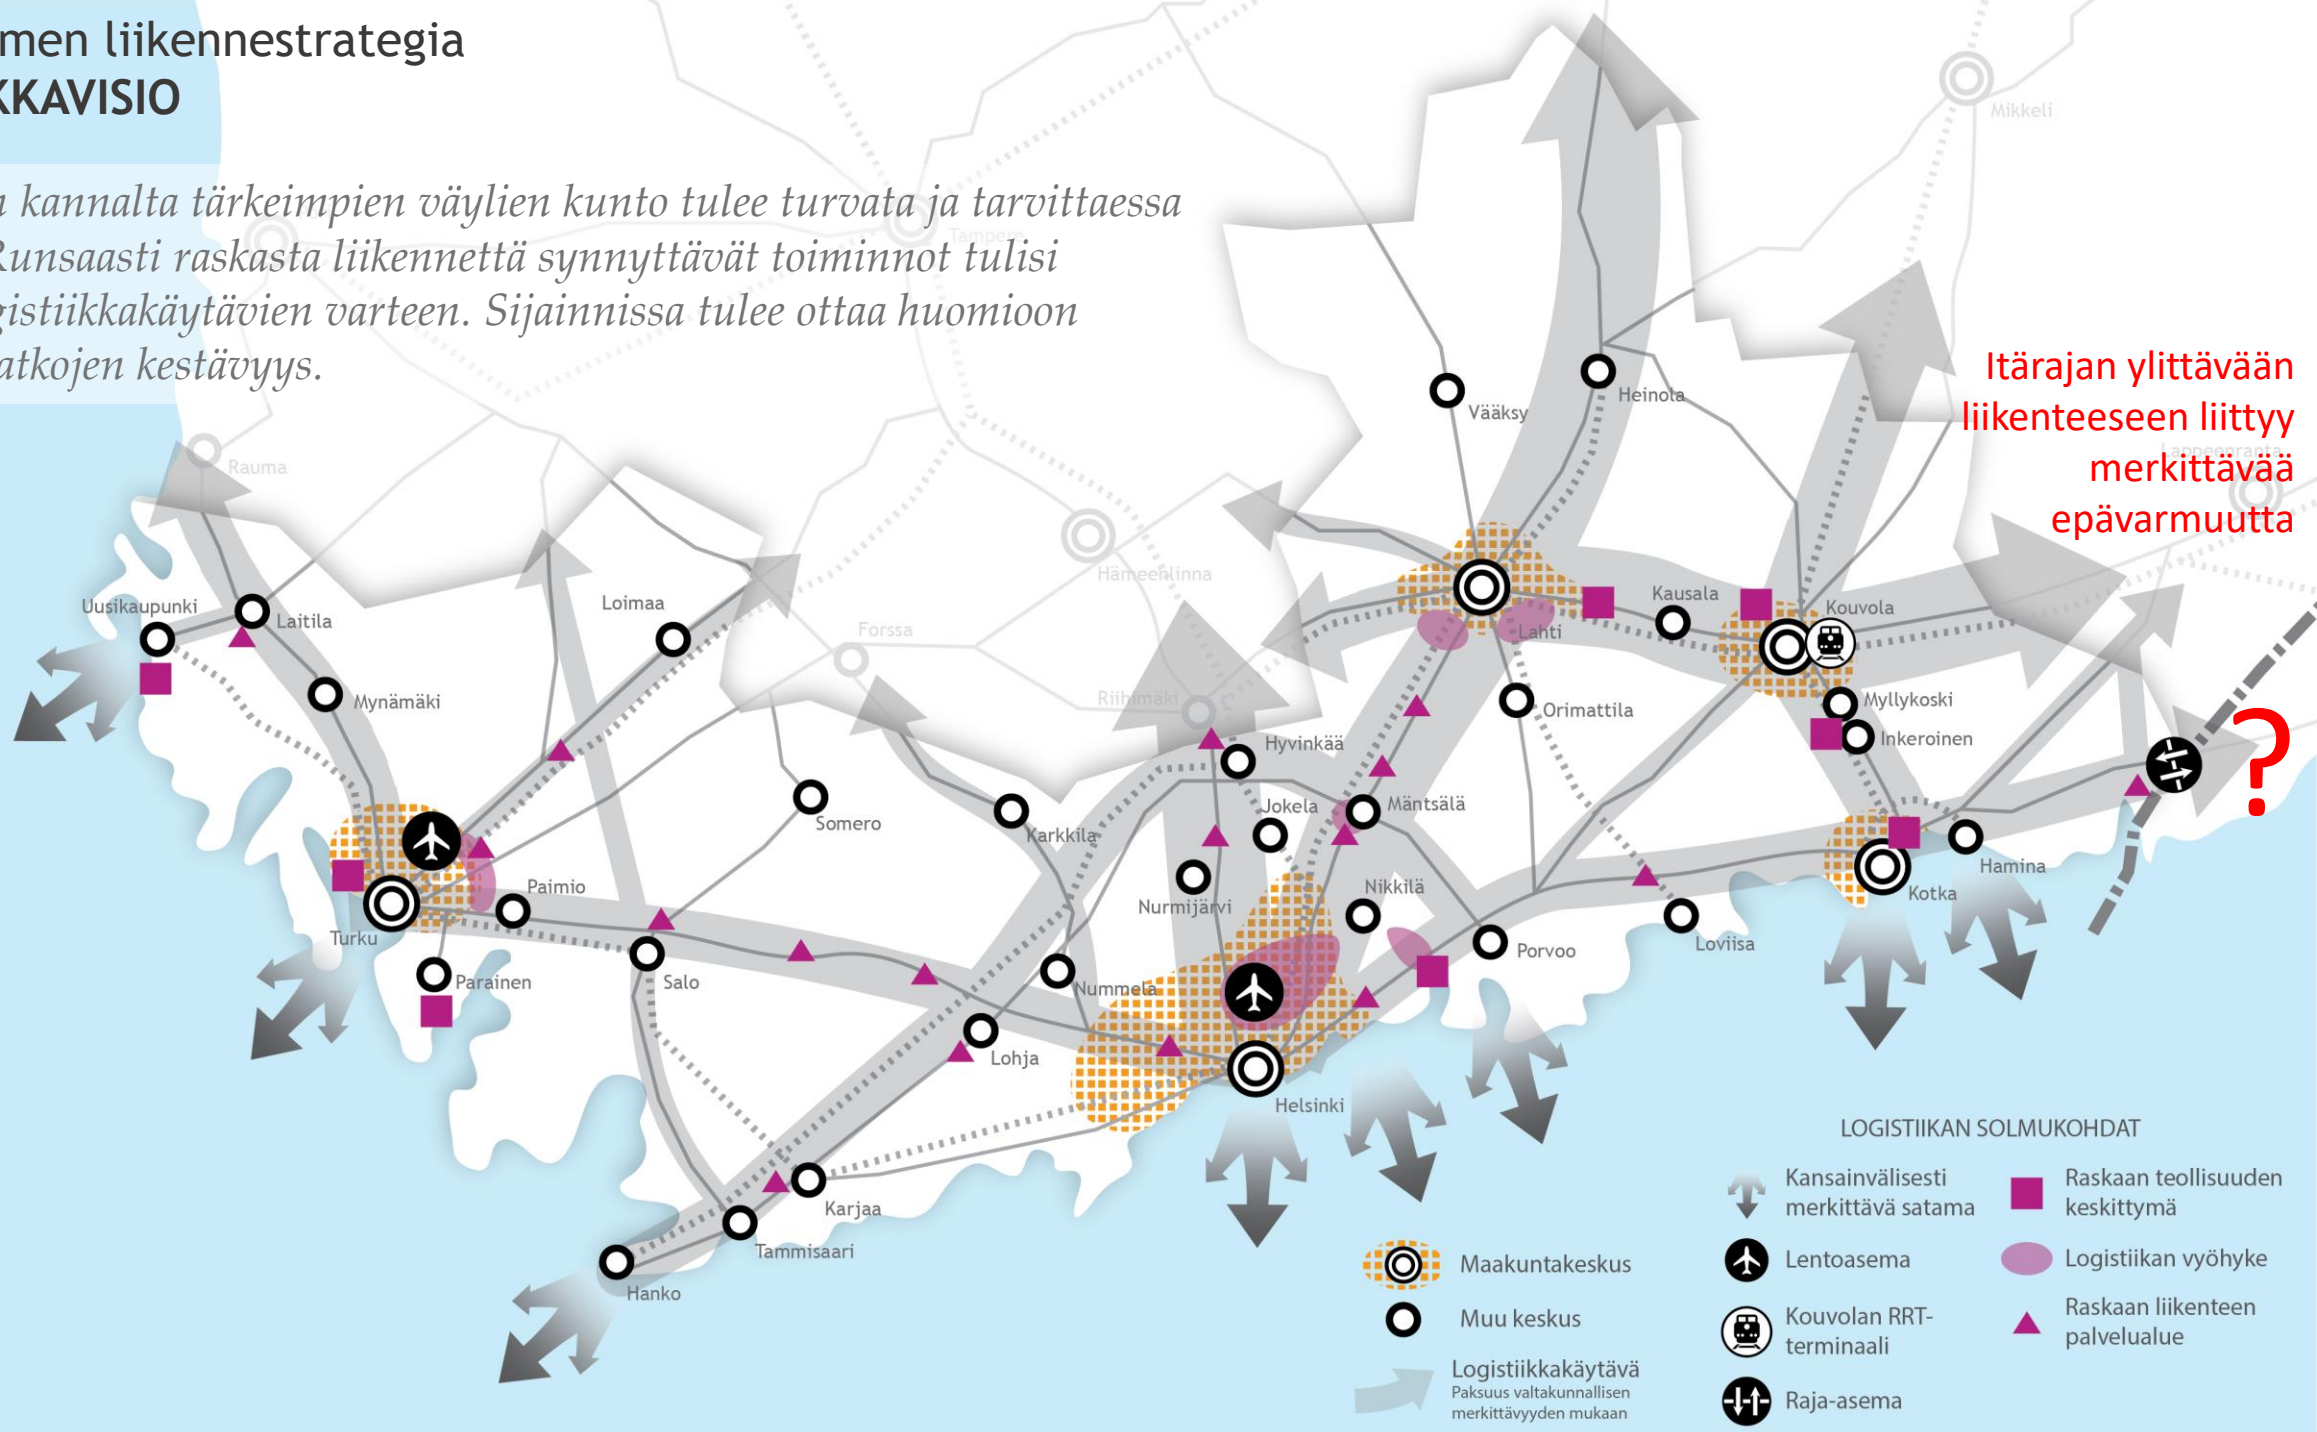 men liikennestrategia
KKAVISIO
kannalta tärkeimpien väylien kunto tulee turvata ja tarvittaessa
Runsaasti raskasta liikennettä synnyttävät toiminnot tulisi
gistiikkakäytävien varteen. Sijainnissa tulee ottaa huomioon
atkojen kestävyys.
Mikkeli
Tampere
Itärajan ylittävään
liikenteeseen liittyy
merkittävää
epävarmuutta
Lappeenranta
Heinola
Vääksy
Rauma
Hämeenlinna
Uusikaupunki
Laitila
Loimaa
Kausala
Kouvola
Forssa
Lahti
Mynämäki
Riihimäki
Orimattila
Myllykoski
Inkeroinen
Hyvinkää
?
Jokela
Mäntsälä
Somero
Karkkila
Hamina
Paimio
Nikkilä
Kotka
Nurmijärvi
Turku
Loviisa
Porvoo
Parainen
Salo
Nummela
Lohja
Helsinki
Karjaa
Tammisaari
Hanko
LOGISTIIKAN SOLMUKOHDAT
Maakuntakeskus
Muu keskus
Logistiikkakäytävä
Paksuus valtakunnallisen
merkittävyyden mukaan
Kansainvälisesti
merkittävä satama
Lentoasema
Kouvolan RRT-
terminaali
Raja-asema
Raskaan teollisuuden
keskittymä
Logistiikan vyöhyke
Raskaan liikenteen
palvelualue